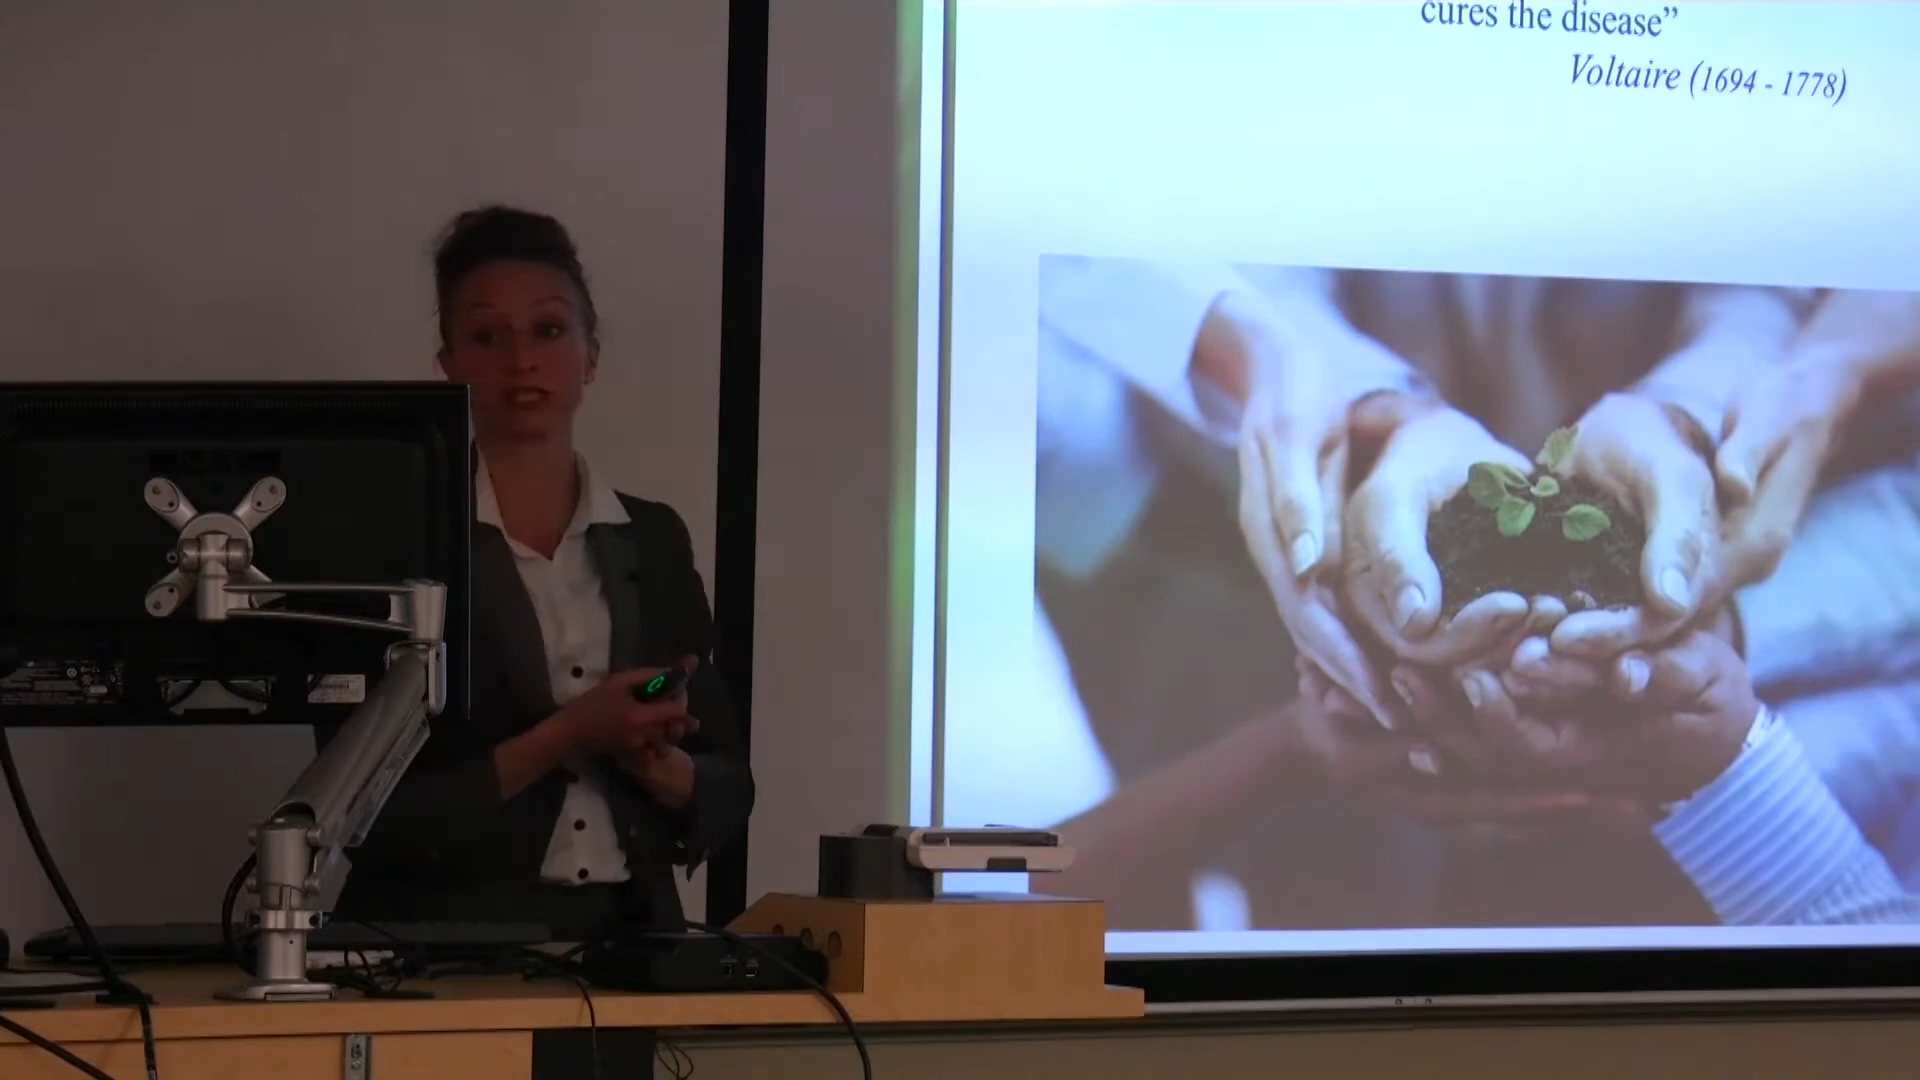 cures the disease”
Voltaire (1694 - 1778)